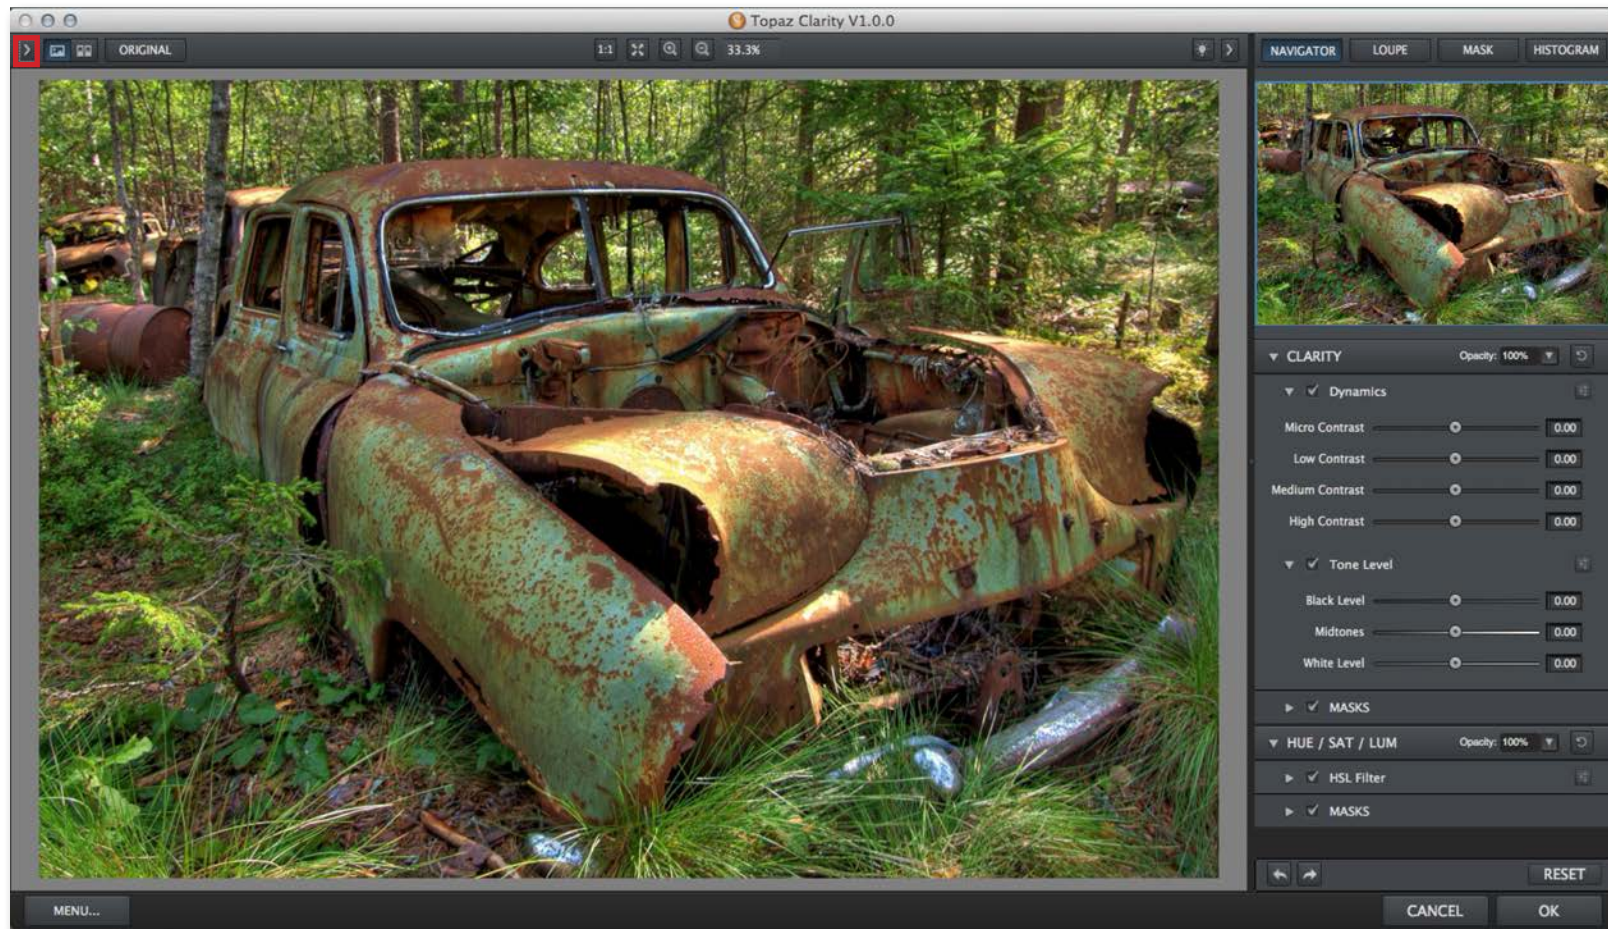 Topaz Clarity V1.0.0
ORIGINAL
1:1
33.3%
NAVIGATOR LOUPE MASK HISTOGRAM
CLARITY Opacity: 100%
Dynamics
Micro Contrast 0.00
Low Contrast 0.00
Medium Contrast 0.00
High Contrast 0.00
Tone Level
Black Level 0.00
Midtones 0.00
White Level 0.00
MASKS
HUE / SAT / LUM Opacity: 100%
HSL Filter
MASKS
RESET
MENU...
CANCEL OK